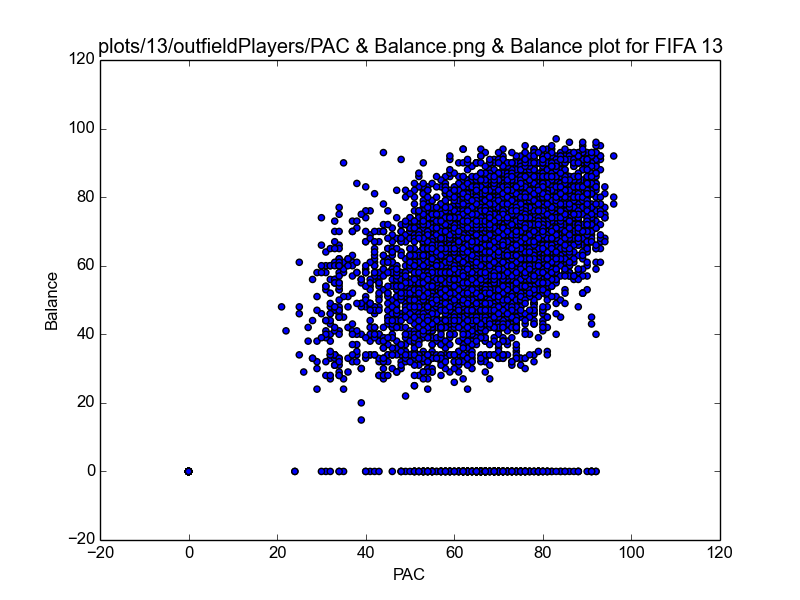 plots/13/outfieldPlayers/PAC & Balance.png & Balance plot for FIFA 13
120
100
80
60
40
20
0
−20
Balance
−20 0 20 40 60 80 100 120
PAC